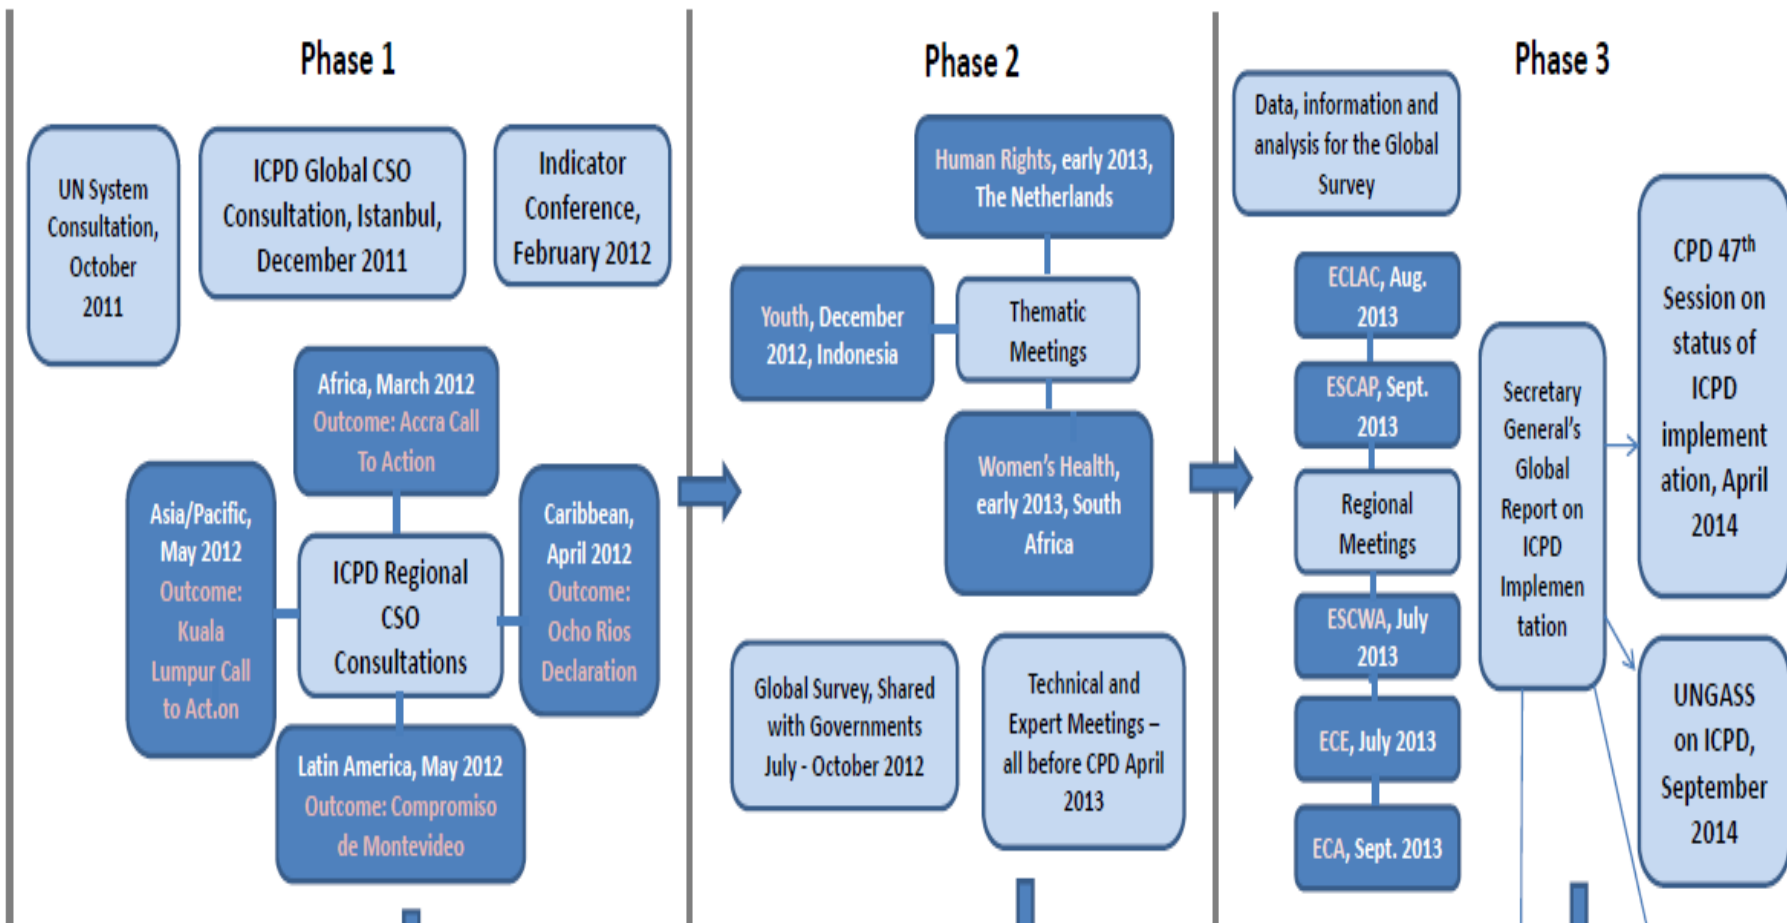 Phase 1
UN System
Consultation,
October
2011
ICPD Global CSO
Consultation, Istanbul,
December 2011
Indicator
Conference,
February 2012
Africa, March 2012
Outcome: Accra Call
To Action
Asia/Pacific,
May 2012
Outcome:
Kuala
Lumpur Call
to Act.on
ICPD Regional
CSO
Consultations
Caribbean,
April 2012
Outcome:
Ocho Rios
Declaration
Latin America, May 2012
Outcome: Compromiso
de Montevideo
Phase 2
Human Rights, early 2013,
The Netherlands
Youth, December
2012, Indonesia
Thematic
Meetings
Women's Health,
early 2013, South
Africa
Global Survey, Shared
with Governments
July - October 2012
Technical and
Expert Meetings –
all before CPD April
2013
Phase 3
Data, information and
analysis for the Global
Survey
ECLAC, Aug.
2013
ESCAP, Sept.
2013
Regional
Meetings
ESCWA, July
2013
ECE, July 2013
ECA, Sept. 2013
Secretary
General's
Global
Report on
ICPD
Implemen
tation
CPD 47th
Session on
status of
ICPD
implement
ation, April
2014
UNGASS
on ICPD,
September
2014